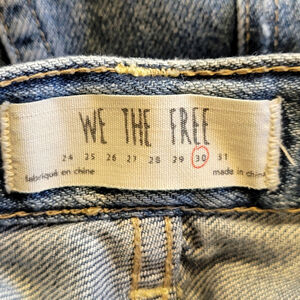 WE THE FREE
24 25 26 27 28 29 30 31
fabriqué en chine made in china